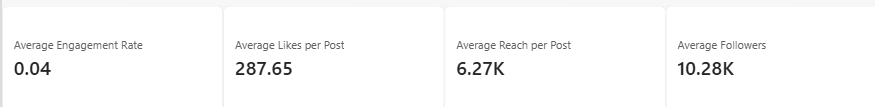 Average Engagement Rate
0.04
Average Likes per Post
287.65
Average Reach per Post
6.27K
Average Followers
10.28K